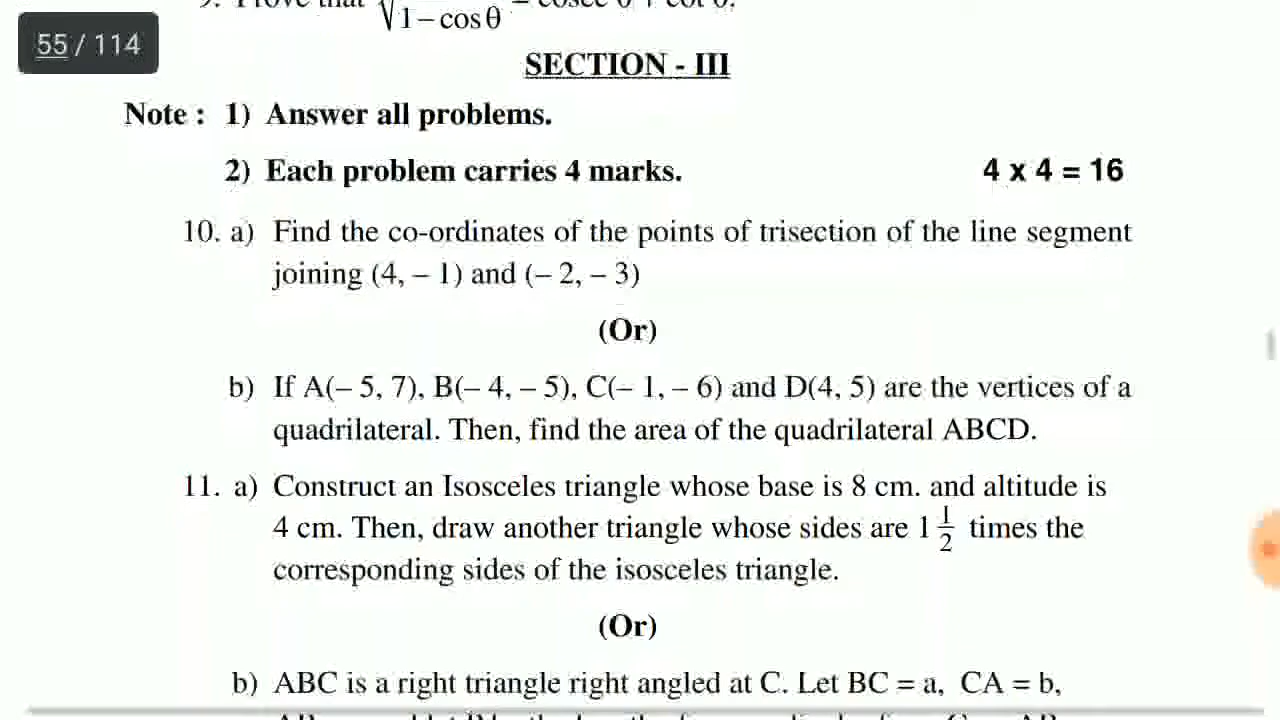 55 / 114
1 – cos θ
SECTION - III
Note : 1) Answer all problems.
2) Each problem carries 4 marks. 4 x 4 = 16
10. a) Find the co-ordinates of the points of trisection of the line segment
joining (4, – 1) and (– 2, – 3)
(Or)
b) If A(– 5, 7), B(– 4, – 5), C(– 1, – 6) and D(4, 5) are the vertices of a
quadrilateral. Then, find the area of the quadrilateral ABCD.
11. a) Construct an Isosceles triangle whose base is 8 cm. and altitude is
4 cm. Then, draw another triangle whose sides are 1 1/2 times the
corresponding sides of the isosceles triangle.
(Or)
b) ABC is a right triangle right angled at C. Let BC = a, CA = b,